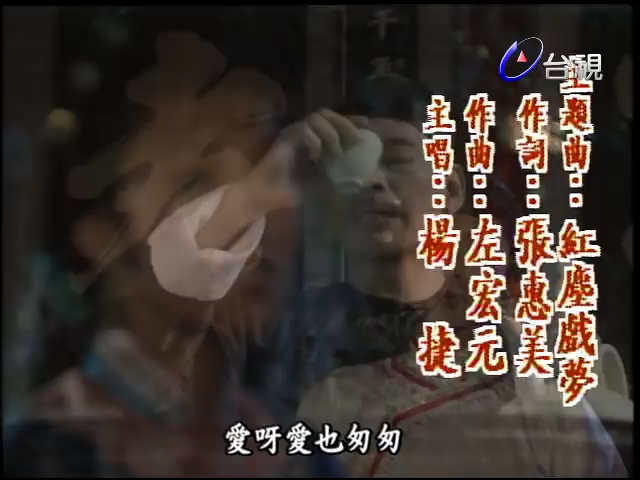 台視
主題曲：紅塵戲夢
作詞：張惠美
作曲：左宏元
主唱：楊 捷
愛呀愛也匆匆